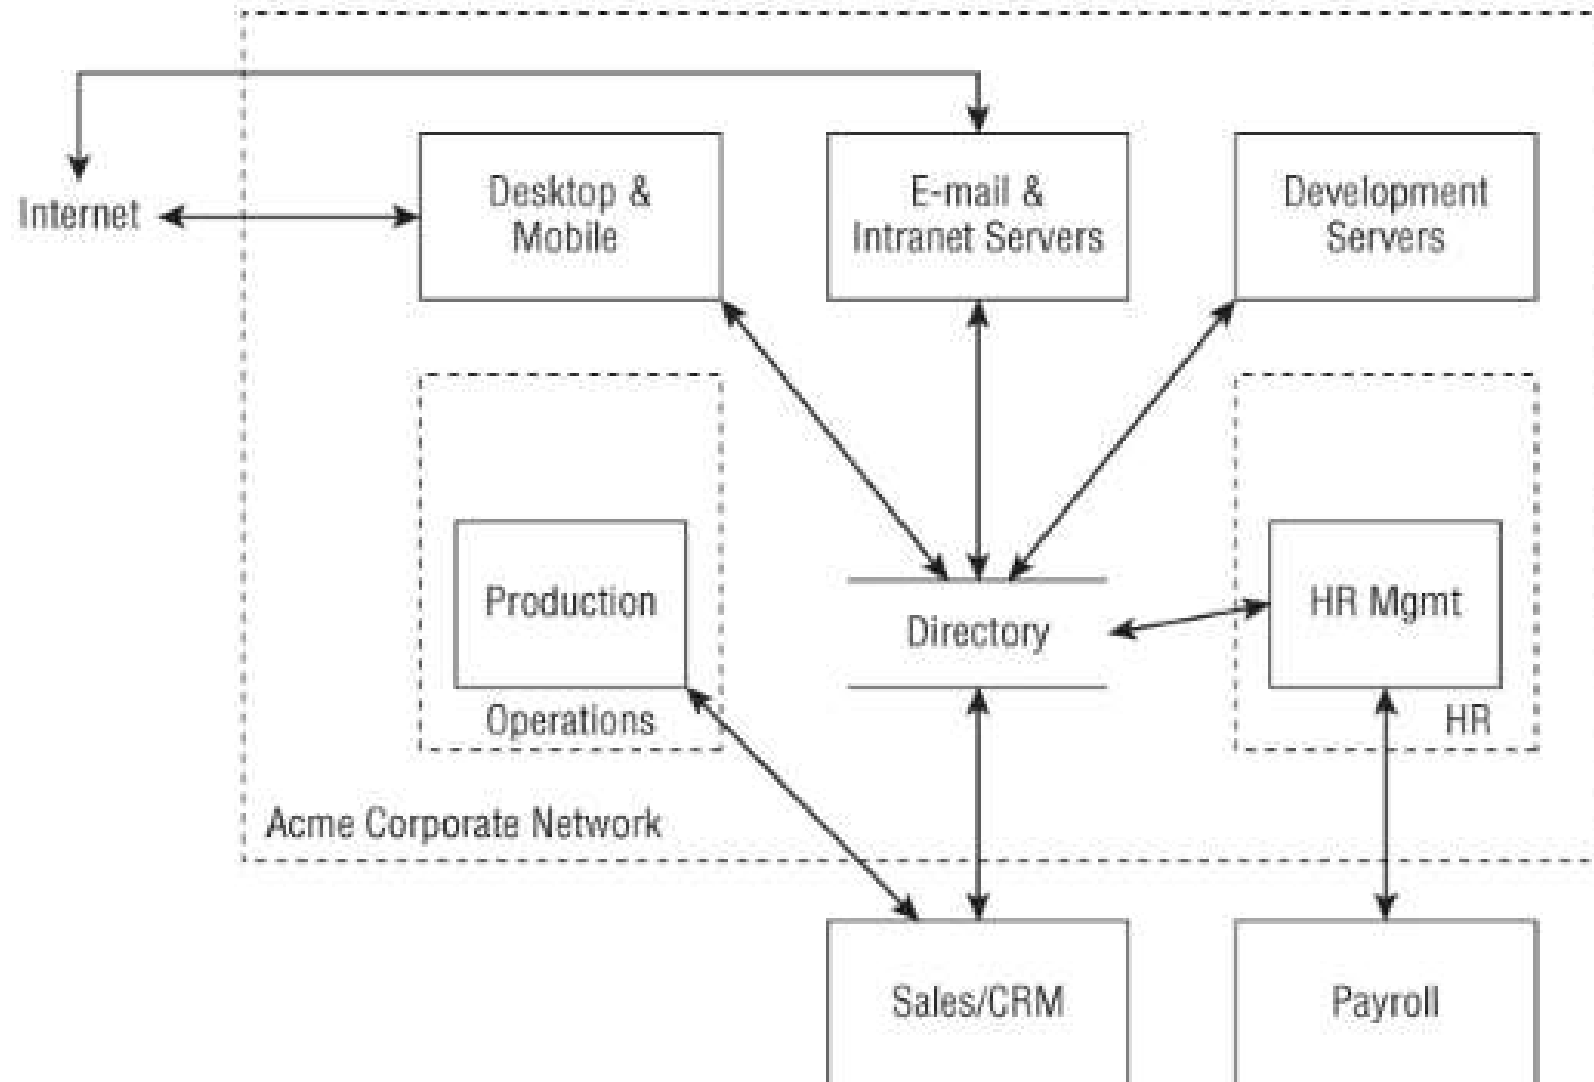 Internet
Desktop &
Mobile
E-mail &
Intranet Servers
Development
Servers
Production
Operations
Directory
HR Mgmt
HR
Acme Corporate Network
Sales/CRM
Payroll